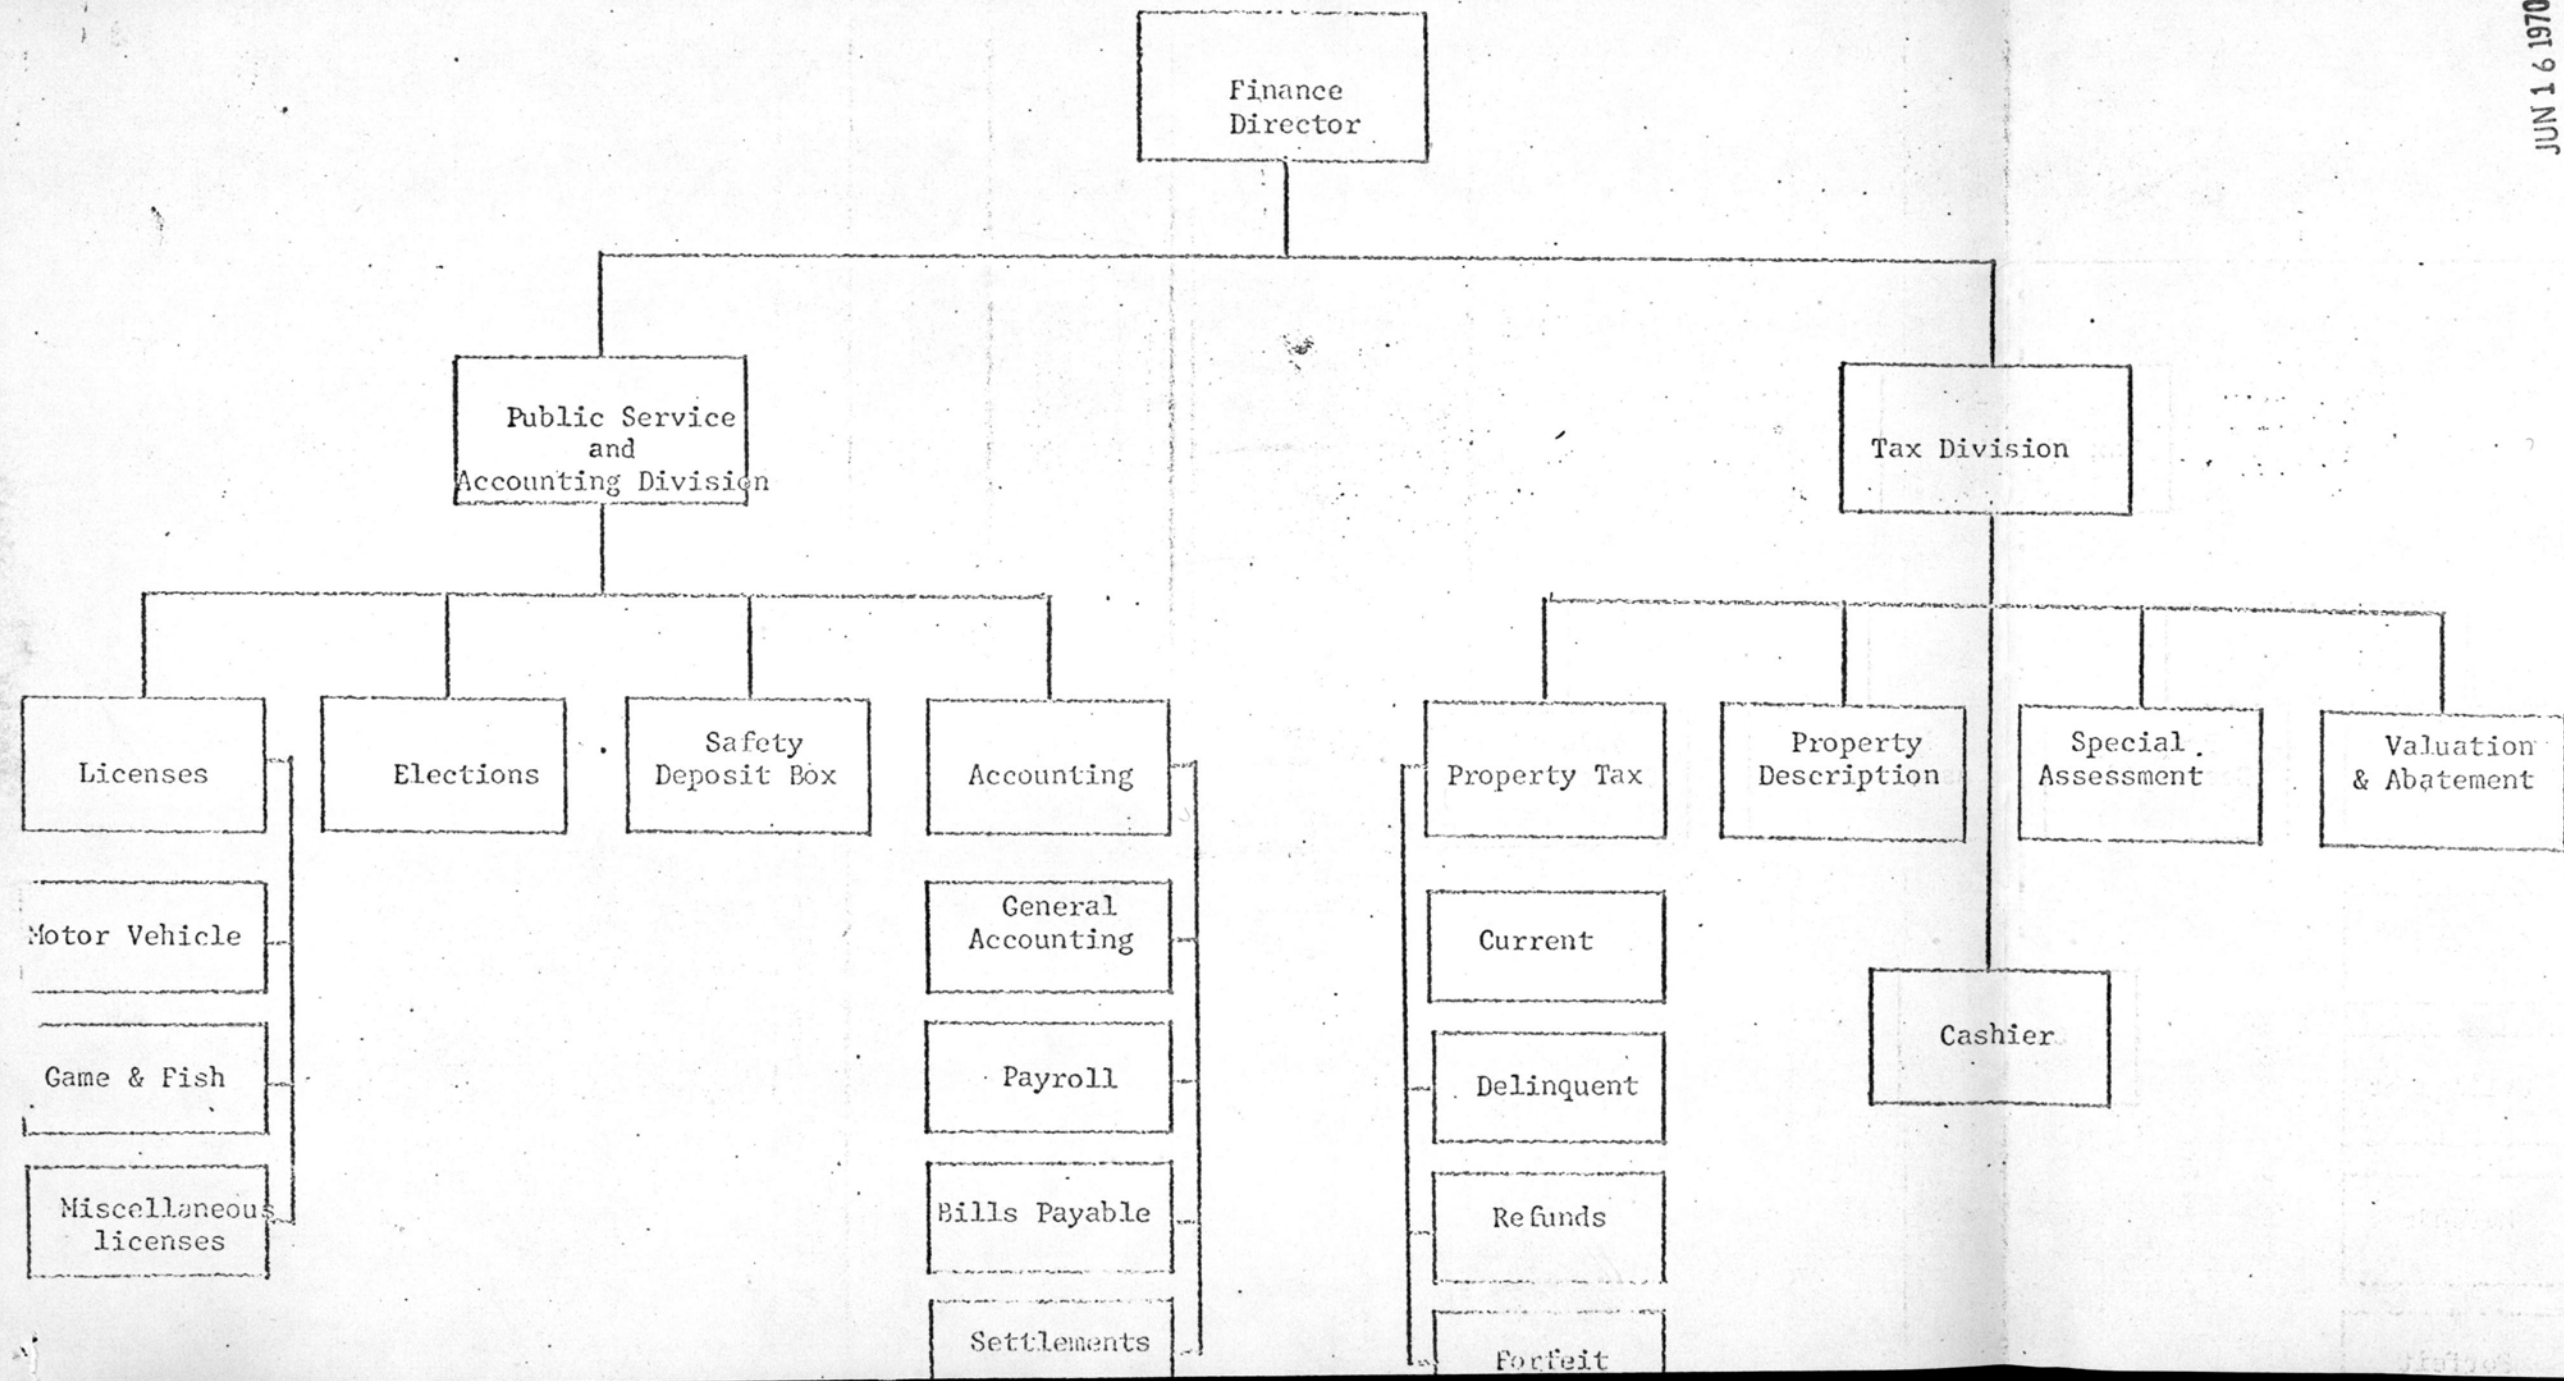 JUN 16 1970
Finance
Director
Public Service
and
Accounting Division
Tax Division
Licenses
Elections
Safety
Deposit Box
Accounting
Property Tax
Property
Description
Special
Assessment
Valuation
& Abatement
Motor Vehicle
General
Accounting
Current
Cashier
Game & Fish
Payroll
Delinquent
Miscellaneous
licenses
Bills Payable
Refunds
Settlements
Forfeit